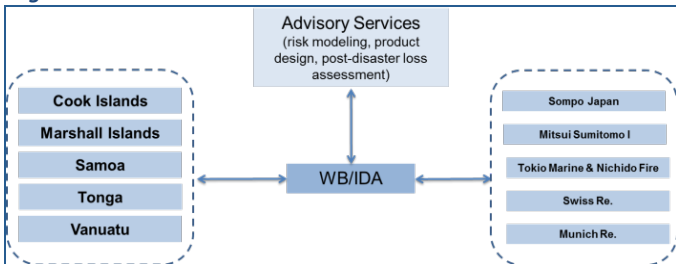 Advisory Services
(risk modeling, product
design, post-disaster loss
assessment)
Cook Islands
Marshall Islands
Samoa
Tonga
Vanuatu
WB/IDA
Sompo Japan
Mitsui Sumitomo I
Tokio Marine & Nichido Fire
Swiss Re.
Munich Re.